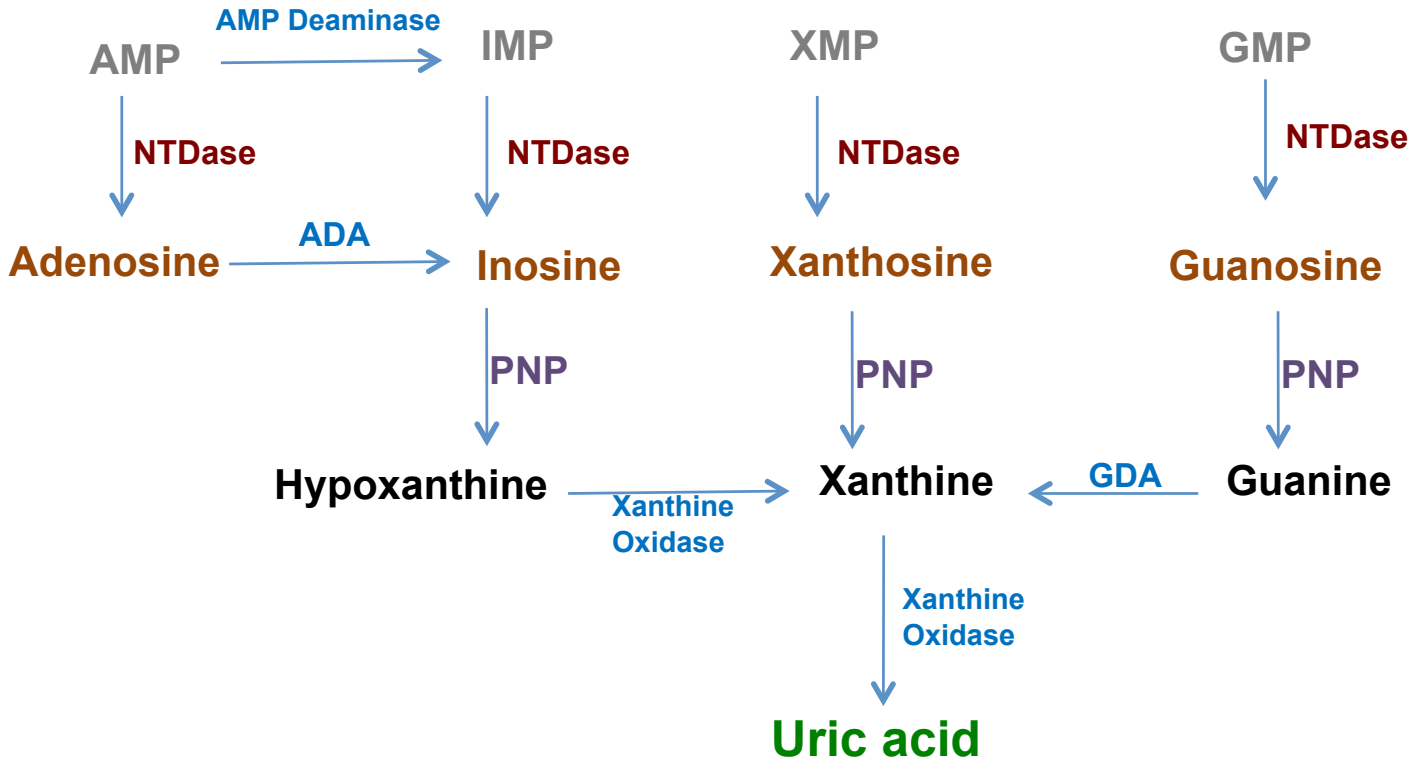 AMP Deaminase
AMP
IMP
XMP
GMP
NTDase
NTDase
NTDase
NTDase
ADA
Adenosine
Inosine
Xanthosine
Guanosine
PNP
PNP
PNP
Hypoxanthine
Xanthine
Oxidase
Xanthine
GDA
Guanine
Xanthine
Oxidase
Uric acid